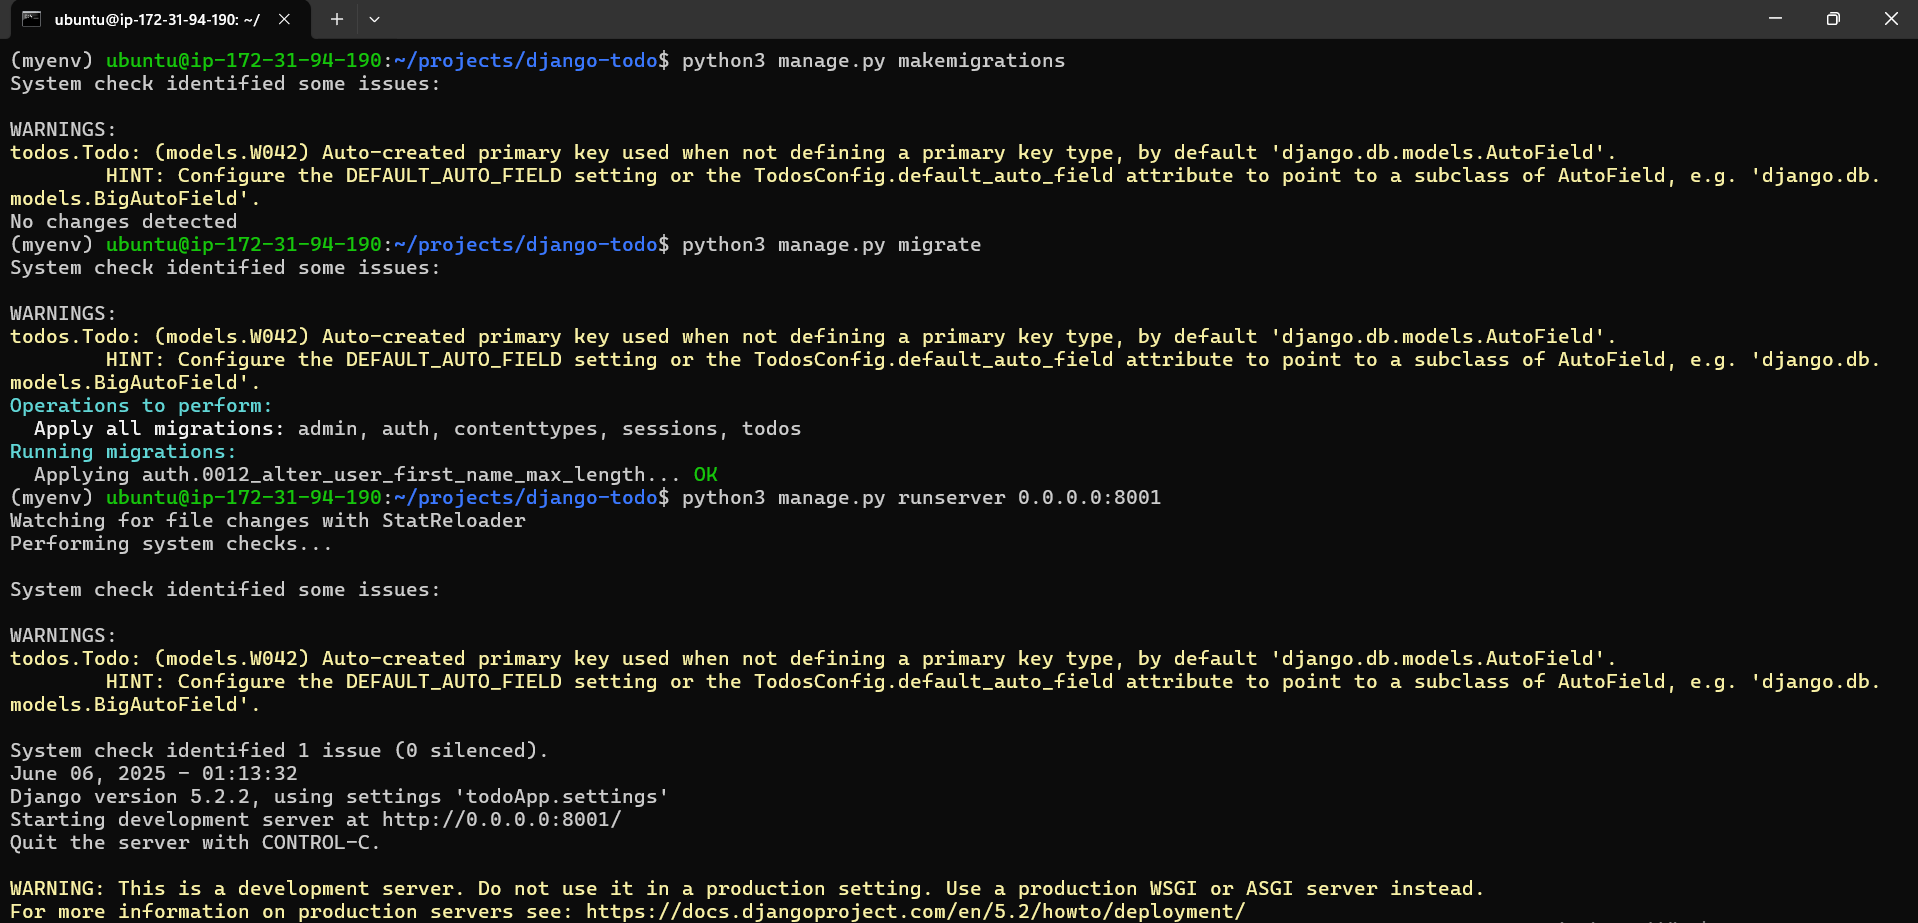 ubuntu@ip-172-31-94-190: ~/
(myenv) ubuntu@ip-172-31-94-190:~/projects/django-todo$ python3 manage.py makemigrations
System check identified some issues:
WARNINGS:
todos.Todo: (models.W042) Auto-created primary key used when not defining a primary key type, by default 'django.db.models.AutoField'.
HINT: Configure the DEFAULT_AUTO_FIELD setting or the TodosConfig.default_auto_field attribute to point to a subclass of AutoField, e.g. 'django.db.
models.BigAutoField'.
No changes detected
(myenv) ubuntu@ip-172-31-94-190:~/projects/django-todo$ python3 manage.py migrate
System check identified some issues:
WARNINGS:
todos.Todo: (models.W042) Auto-created primary key used when not defining a primary key type, by default 'django.db.models.AutoField'.
HINT: Configure the DEFAULT_AUTO_FIELD setting or the TodosConfig.default_auto_field attribute to point to a subclass of AutoField, e.g. 'django.db.
models.BigAutoField'.
Operations to perform:
Apply all migrations: admin, auth, contenttypes, sessions, todos
Running migrations:
Applying auth.0012_alter_user_first_name_max_length... OK
(myenv) ubuntu@ip-172-31-94-190:~/projects/django-todo$ python3 manage.py runserver 0.0.0.0:8001
Watching for file changes with StatReloader
Performing system checks...
System check identified some issues:
WARNINGS:
todos.Todo: (models.W042) Auto-created primary key used when not defining a primary key type, by default 'django.db.models.AutoField'.
HINT: Configure the DEFAULT_AUTO_FIELD setting or the TodosConfig.default_auto_field attribute to point to a subclass of AutoField, e.g. 'django.db.
models.BigAutoField'.
System check identified 1 issue (0 silenced).
June 06, 2025 - 01:13:32
Django version 5.2.2, using settings 'todoApp.settings'
Starting development server at http://0.0.0.0:8001/
Quit the server with CONTROL-C.
WARNING: This is a development server. Do not use it in a production setting. Use a production WSGI or ASGI server instead.
For more information on production servers see: https://docs.djangoproject.com/en/5.2/howto/deployment/